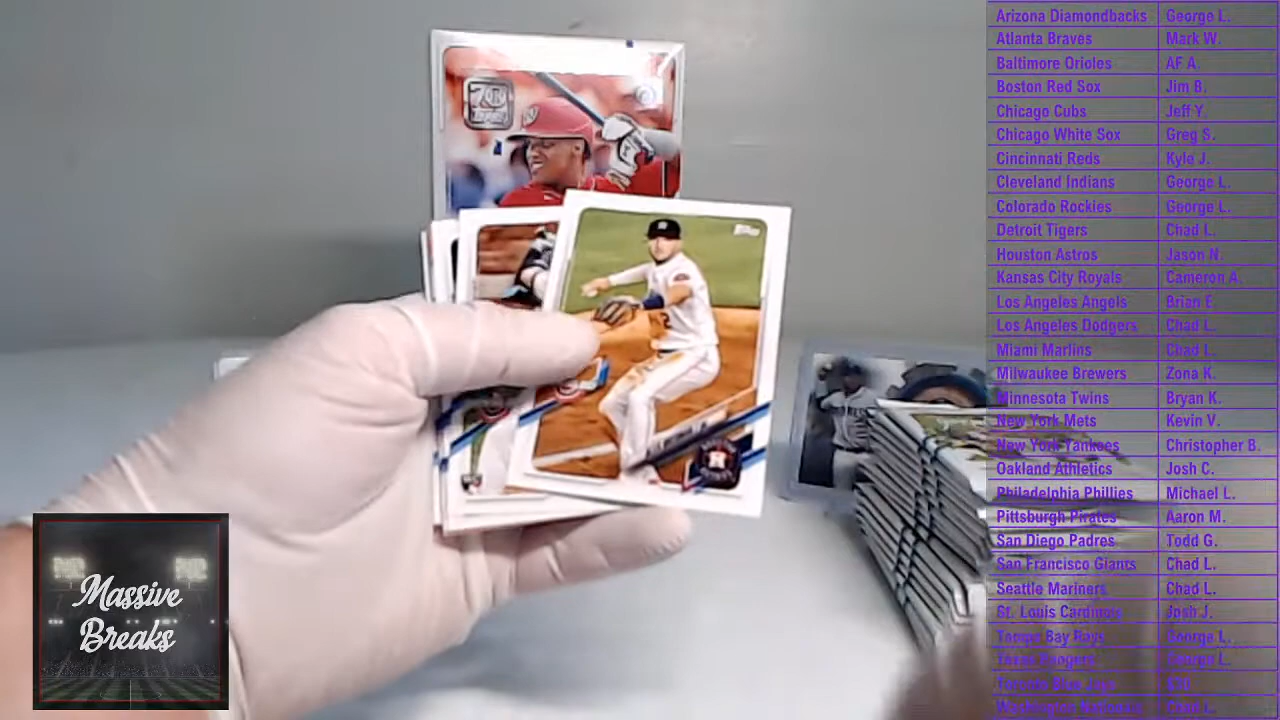 Arizona Diamondbacks George L.
Atlanta Braves Mark W.
Baltimore Orioles AF A.
Boston Red Sox Jim B.
Chicago Cubs Jeff Y.
Chicago White Sox Greg S.
Cincinnati Reds Kyle J.
Cleveland Indians George L.
Colorado Rockies George L.
Detroit Tigers Chad L.
Houston Astros Jason N.
Kansas City Royals Cameron A.
Los Angeles Angels Brian E
Los Angeles Dodgers Chad L.
Miami Marlins Chad L.
Milwaukee Brewers Zona K.
Minnesota Twins Bryan K.
New York Mets Kevin V.
New York Yankees Christopher B.
Oakland Athletics Josh C.
Philadelphia Phillies Michael L.
Pittsburgh Pirates Aaron M.
San Diego Padres Todd G.
San Francisco Giants Chad L.
Seattle Mariners Chad L.
St. Louis Cardinals Josh J.
Tampa Bay Rays George L.
Texas Rangers George L.
Toronto Blue Jays
Washington Nationals Chad L.
70
Topps
Massive
Breaks